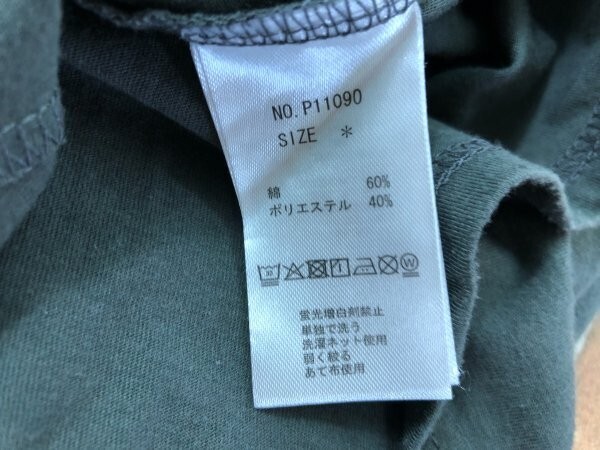 NO.P11090
SIZE *
綿 60%
ポリエステル 40%
蛍光増白剤禁止
単独で洗う
洗濯ネット使用
弱く絞る
あて布使用